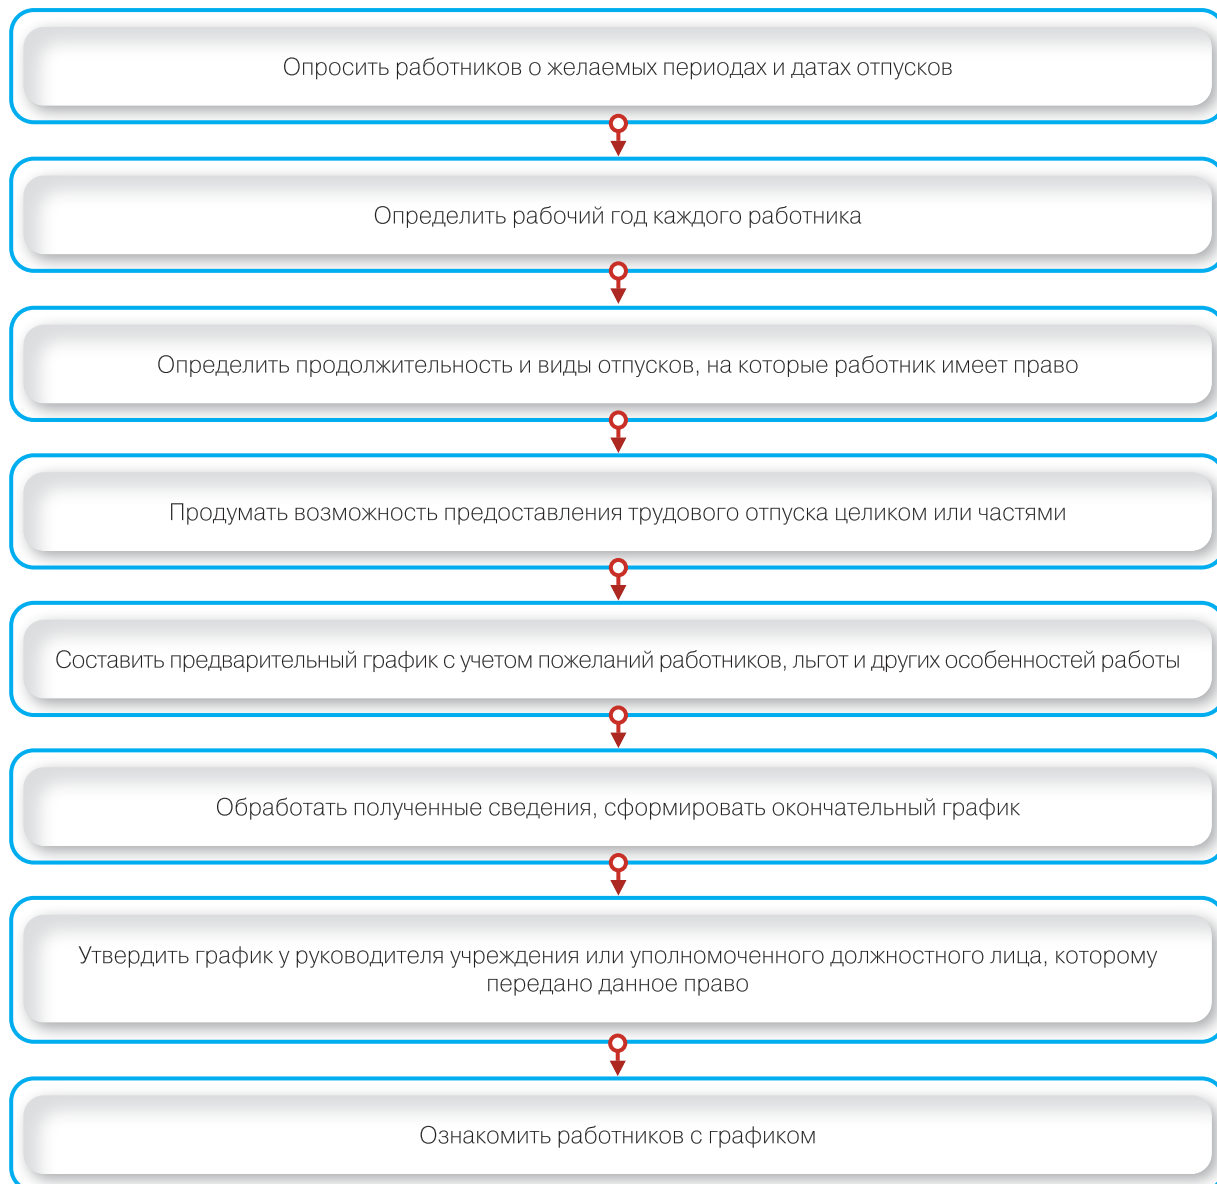 Опросить работников о желаемых периодах и датах отпусков
Определить рабочий год каждого работника
Определить продолжительность и виды отпусков, на которые работник имеет право
Продумать возможность предоставления трудового отпуска целиком или частями
Составить предварительный график с учетом пожеланий работников, льгот и других особенностей работы
Обработать полученные сведения, сформировать окончательный график
Утвердить график у руководителя учреждения или уполномоченного должностного лица, которому
передано данное право
Ознакомить работников с графиком